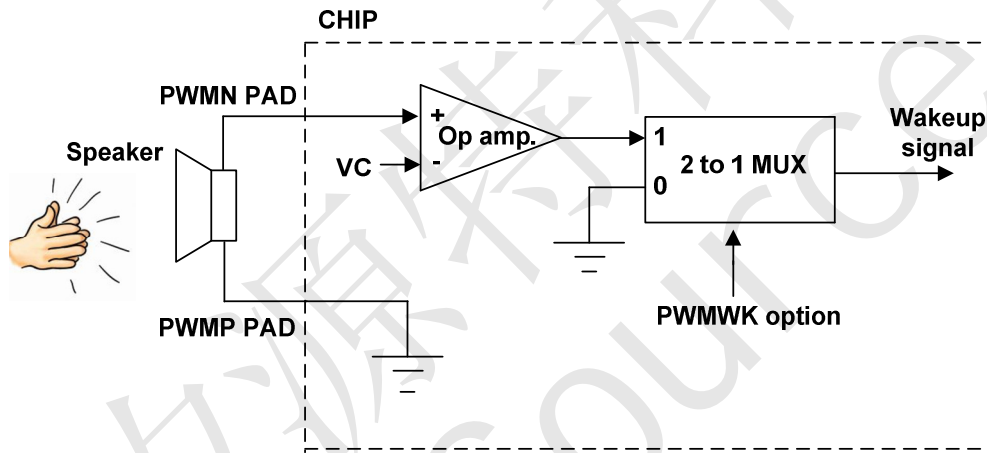 CHIP
PWMN PAD
Speaker
+
Op amp.
VC
-
1
0
2 to 1 MUX
Wakeup
signal
PWMP PAD
PWMWK option
source